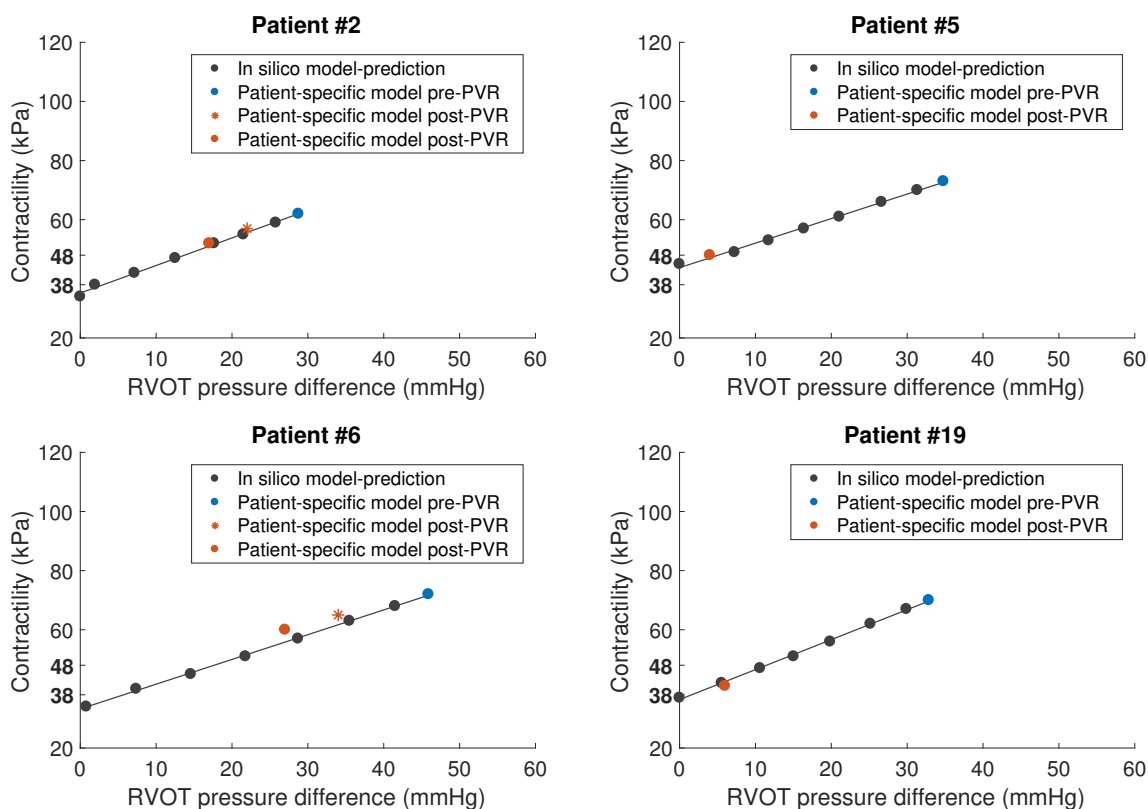 Patient #2
120
100
80
60
48
38
20
Contractility (kPa)
In silico model-prediction
Patient-specific model pre-PVR
Patient-specific model post-PVR
Patient-specific model post-PVR
0 10 20 30 40 50 60
RVOT pressure difference (mmHg)
Patient #5
120
100
80
60
48
38
20
Contractility (kPa)
In silico model-prediction
Patient-specific model pre-PVR
Patient-specific model post-PVR
0 10 20 30 40 50 60
RVOT pressure difference (mmHg)
Patient #6
120
100
80
60
48
38
20
Contractility (kPa)
In silico model-prediction
Patient-specific model pre-PVR
Patient-specific model post-PVR
Patient-specific model post-PVR
0 10 20 30 40 50 60
RVOT pressure difference (mmHg)
Patient #19
120
100
80
60
48
38
20
Contractility (kPa)
In silico model-prediction
Patient-specific model pre-PVR
Patient-specific model post-PVR
0 10 20 30 40 50 60
RVOT pressure difference (mmHg)